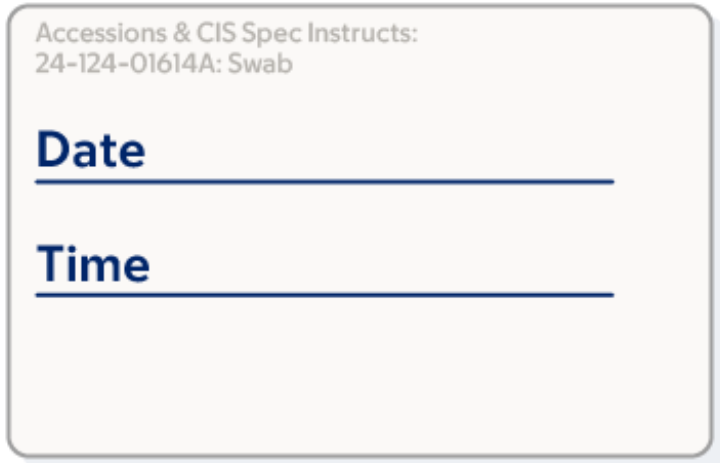 Accessions & CIS Spec Instructs:
24-124-01614A: Swab
Date
Time